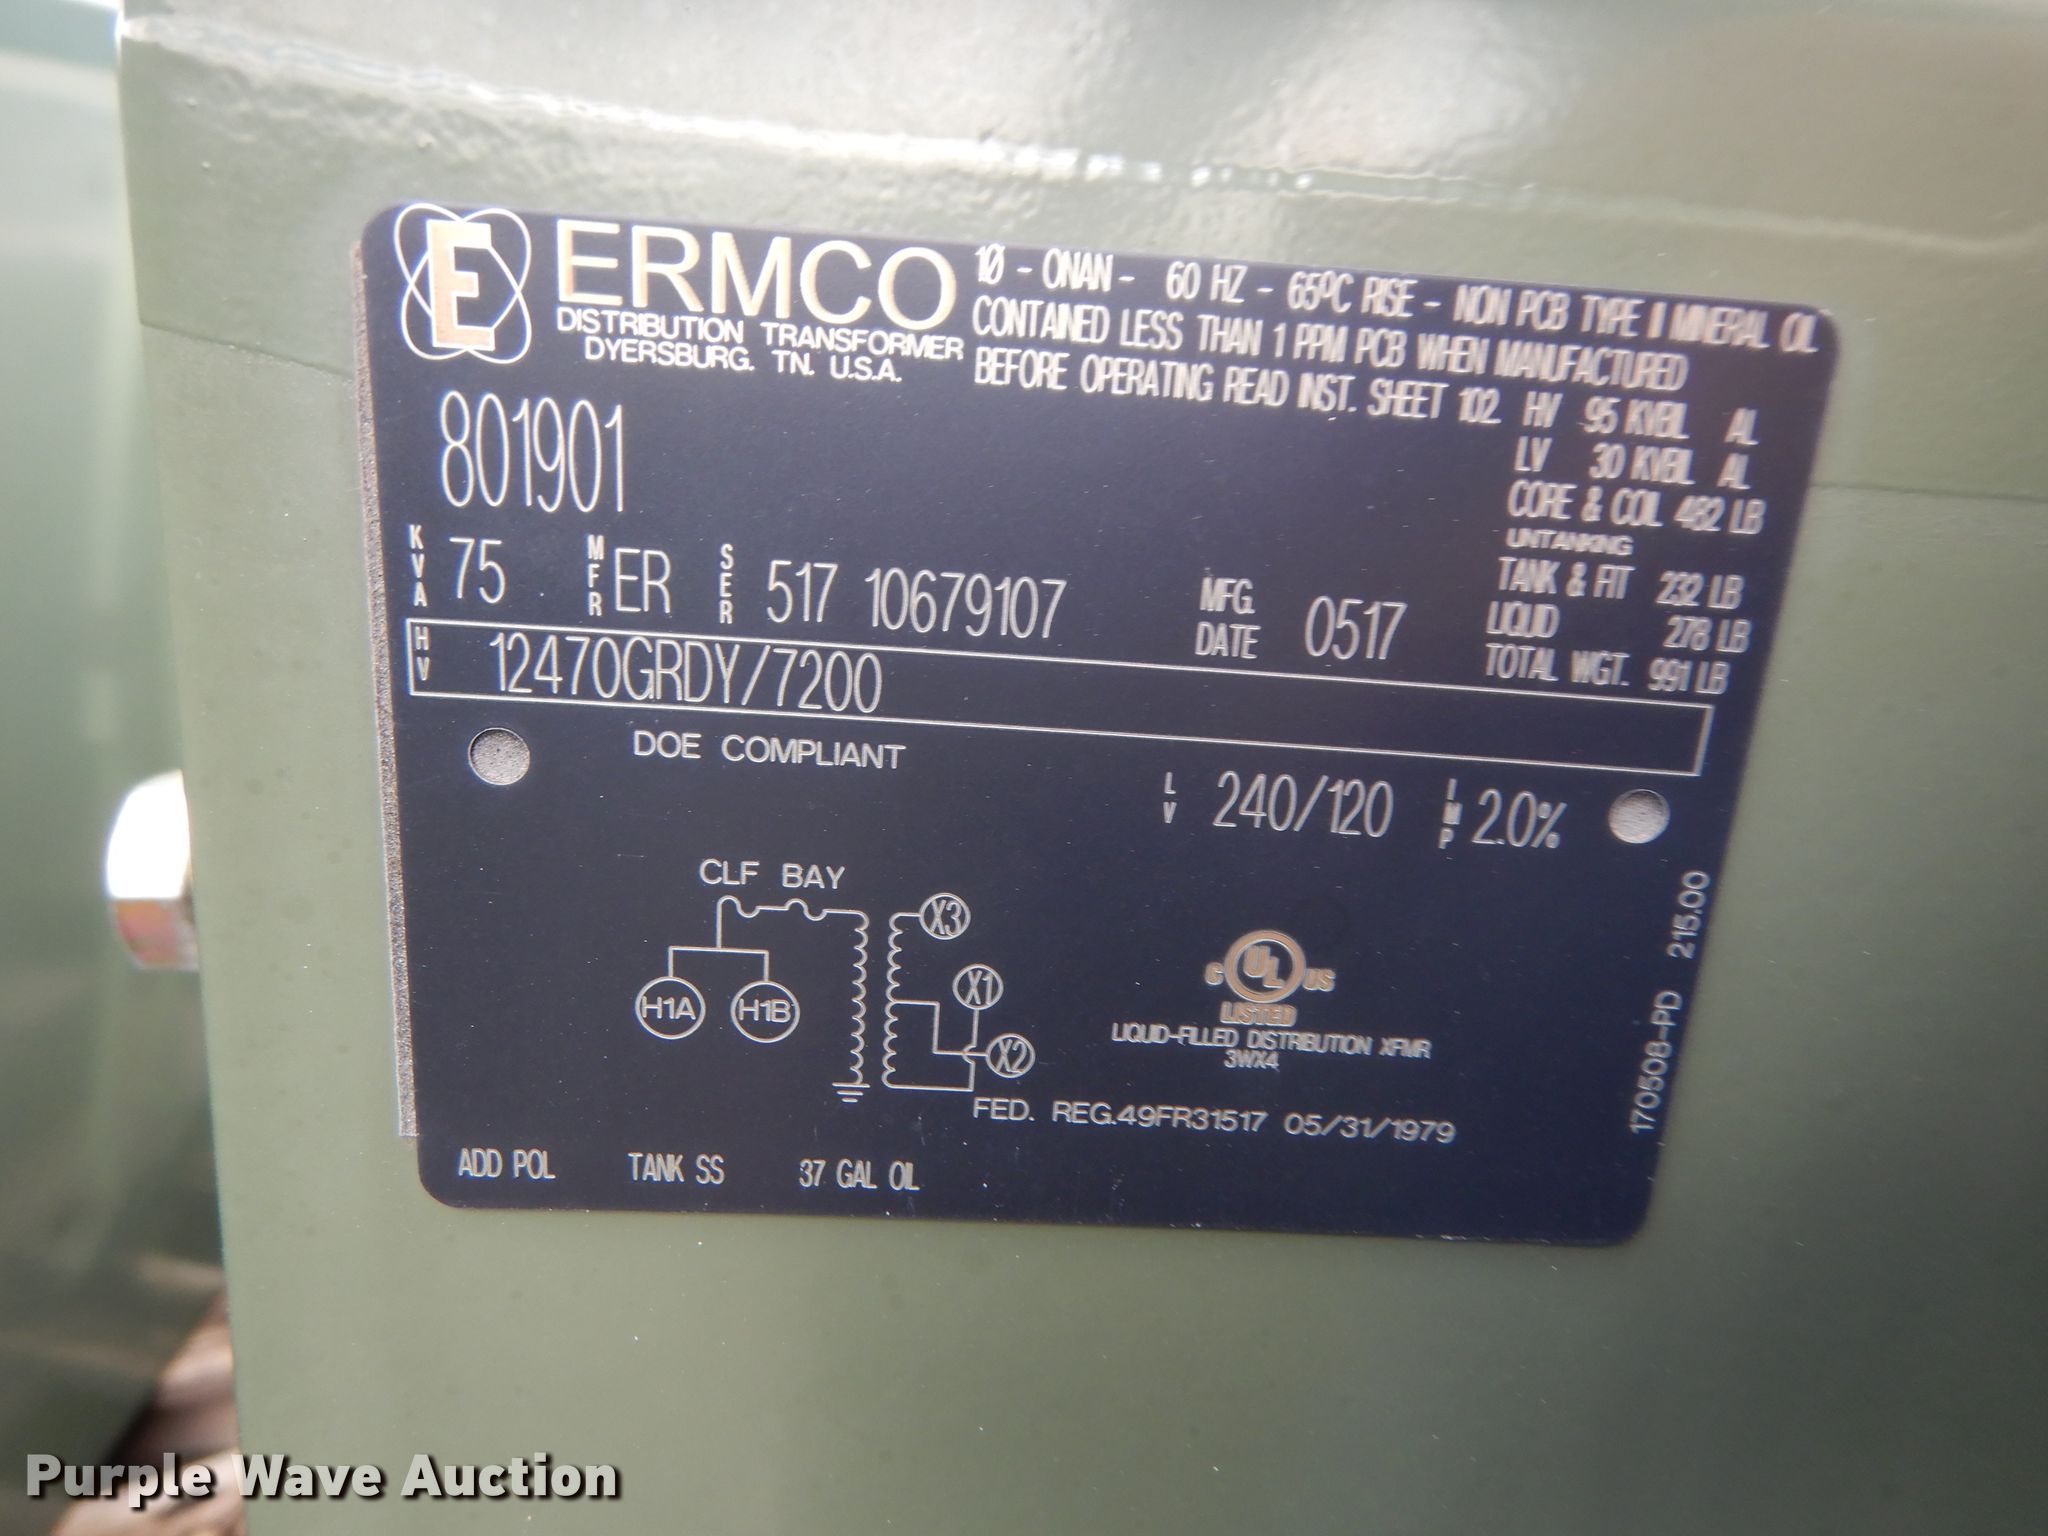 E ERMCO
DISTRIBUTION TRANSFORMER
DYERSBURG. TN. U.S.A.
1Ø - ONAN - 60 HZ - 65ºC RISE - NON PCB TYPE II MINERAL OIL
CONTAINED LESS THAN 1 PPM PCB WHEN MANUFACTURED
BEFORE OPERATING READ INST. SHEET 102
HV 95 KVBIL AL
LV 30 KVBIL AL
CORE & COIL 482 LB
UNTANKING
TANK & FIT 232 LB
LIQUID 278 LB
TOTAL WGT. 991 LB
801901
KVA 75 MFR ER SER 517 10679107 MFG. DATE 0517
HV 12470GRDY/7200
DOE COMPLIANT
LV 240/120 IMP 2.0%
CLF BAY
X3
X1
H1A H1B
X2
C UL US
LISTED
LIQUID-FILLED DISTRIBUTION XFMR
3WX4
FED. REG.49FR31517 05/31/1979
170508-PD 215.00
ADD POL TANK SS 37 GAL OIL
Purple Wave Auction